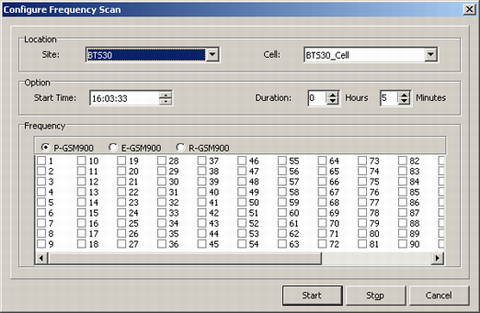 Configure Frequency Scan
Location
Site: BTS30 Cell: BTS30_Cell
Option
Start Time: 16:03:33 Duration: 0 Hours 5 Minutes
Frequency
P-GSM900 E-GSM900 R-GSM900
1 10 19 28 37 46 55 64 73 82
2 11 20 29 38 47 56 65 74 83
3 12 21 30 39 48 57 66 75 84
4 13 22 31 40 49 58 67 76 85
5 14 23 32 41 50 59 68 77 86
6 15 24 33 42 51 60 69 78 87
7 16 25 34 43 52 61 70 79 88
8 17 26 35 44 53 62 71 80 89
9 18 27 36 45 54 63 72 81 90
Start Stop Cancel